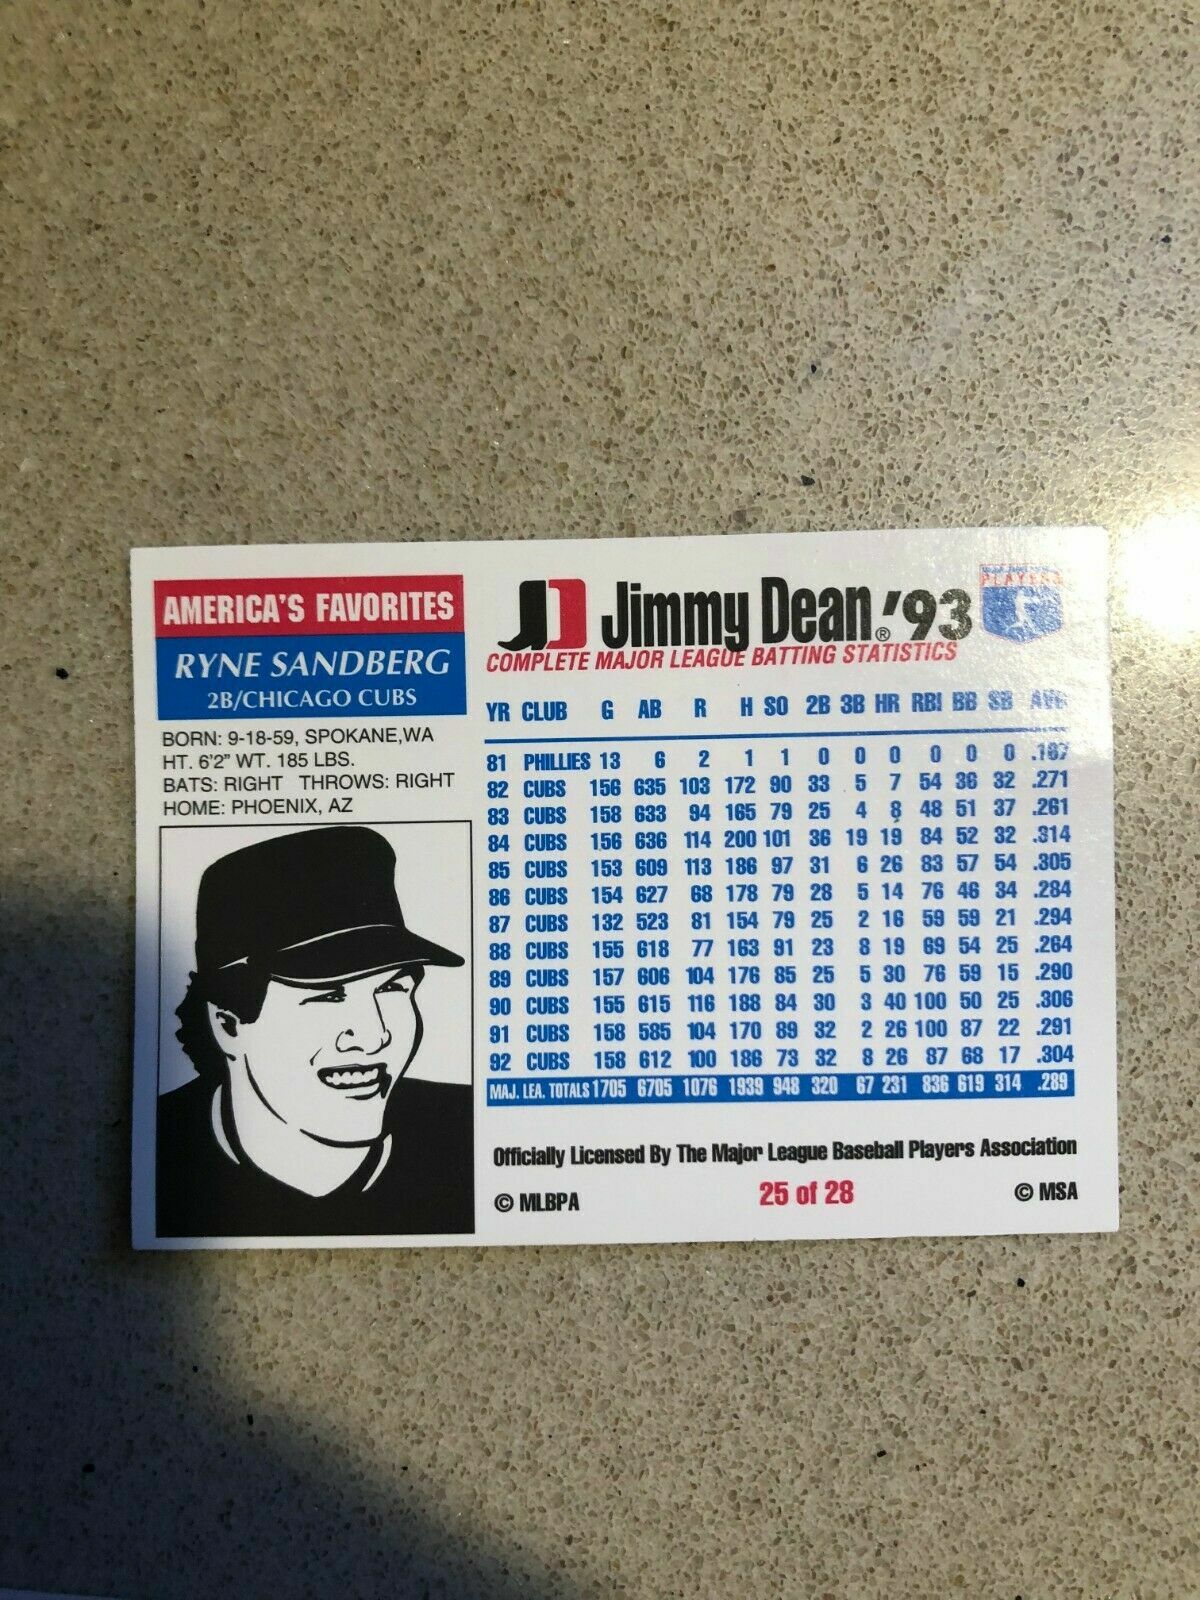 AMERICA'S FAVORITES
RYNE SANDBERG
2B/CHICAGO CUBS
BORN: 9-18-59, SPOKANE,WA
HT. 6'2" WT. 185 LBS.
BATS: RIGHT THROWS: RIGHT
HOME: PHOENIX, AZ
JD Jimmy Dean® '93
PLAYERS
COMPLETE MAJOR LEAGUE BATTING STATISTICS
YR CLUB G AB R H SO 2B 3B HR RBI BB SB AVG
81 PHILLIES 13 6 2 1 1 0 0 0 0 0 0 .167
82 CUBS 156 635 103 172 90 33 5 7 54 36 32 .271
83 CUBS 158 633 94 165 79 25 4 8 48 51 37 .261
84 CUBS 156 636 114 200 101 36 19 19 84 52 32 .314
85 CUBS 153 609 113 186 97 31 6 26 83 57 54 .305
86 CUBS 154 627 68 178 79 28 5 14 76 46 34 .284
87 CUBS 132 523 81 154 79 25 2 16 59 59 21 .294
88 CUBS 155 618 77 163 91 23 8 19 69 54 25 .264
89 CUBS 157 606 104 176 85 25 5 30 76 59 15 .290
90 CUBS 155 615 116 188 84 30 3 40 100 50 25 .306
91 CUBS 158 585 104 170 89 32 2 26 100 87 22 .291
92 CUBS 158 612 100 186 73 32 8 26 87 68 17 .304
MAJ. LEA. TOTALS 1705 6705 1076 1939 948 320 67 231 836 619 314 .289
Officially Licensed By The Major League Baseball Players Association
© MLBPA 25 of 28 © MSA